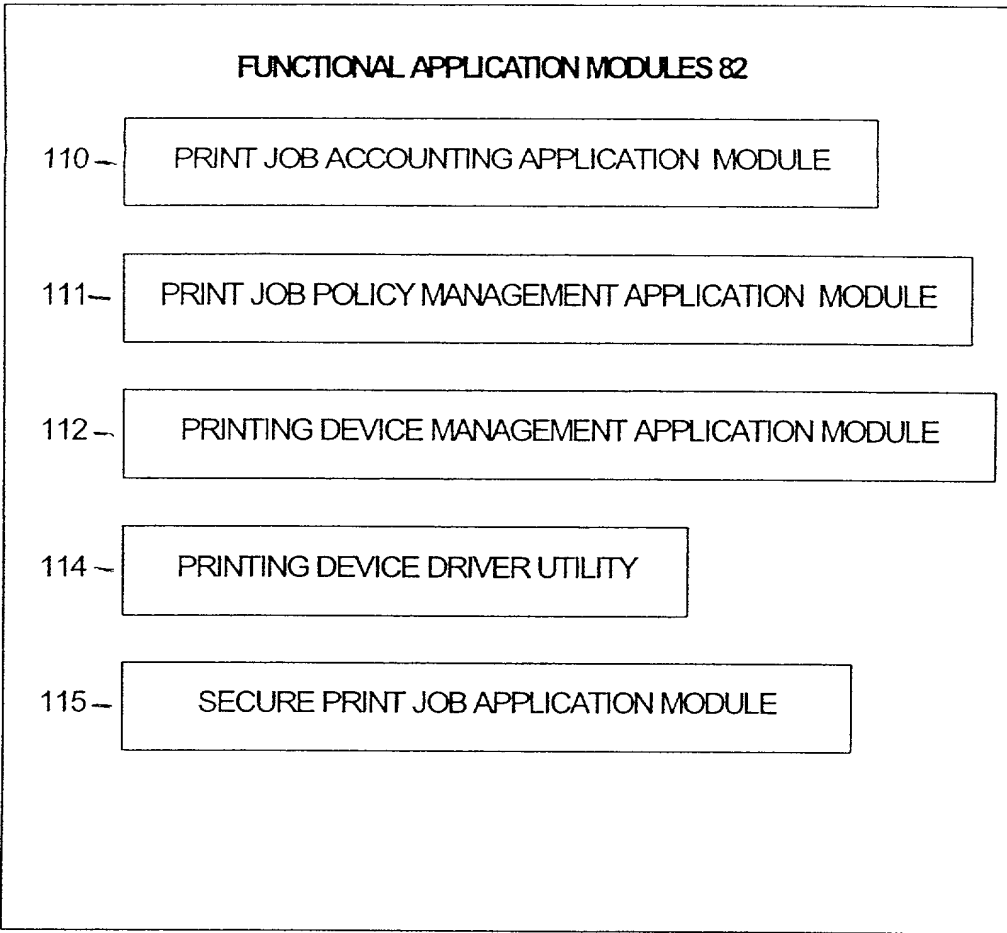 FUNCTIONAL APPLICATION MODULES 82
110 PRINT JOB ACCOUNTING APPLICATION MODULE
111 PRINT JOB POLICY MANAGEMENT APPLICATION MODULE
112 PRINTING DEVICE MANAGEMENT APPLICATION MODULE
114 PRINTING DEVICE DRIVER UTILITY
115 SECURE PRINT JOB APPLICATION MODULE